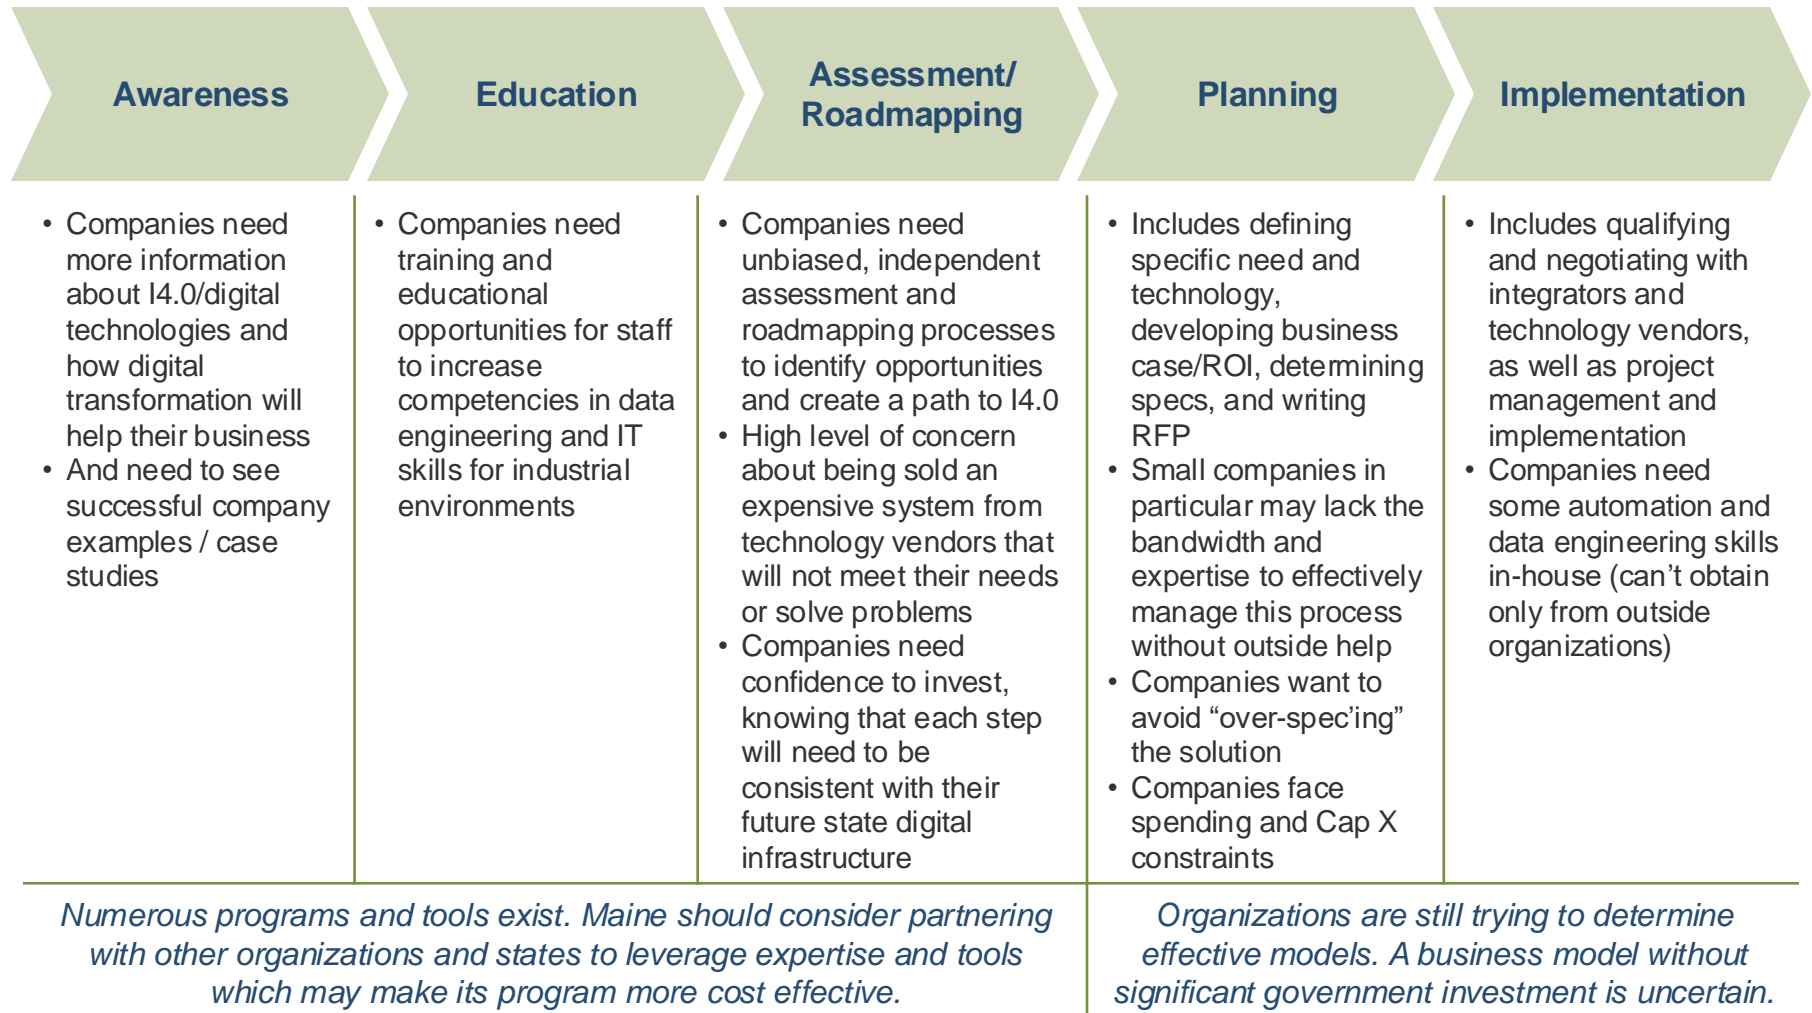 Awareness
Education
Assessment/
Roadmapping
Planning
Implementation
• Companies need
more information
about I4.0/digital
technologies and
how digital
transformation will
help their business
• And need to see
successful company
examples / case
studies
• Companies need
training and
educational
opportunities for staff
to increase
competencies in data
engineering and IT
skills for industrial
environments
• Companies need
unbiased, independent
assessment and
roadmapping processes
to identify opportunities
and create a path to I4.0
• High level of concern
about being sold an
expensive system from
technology vendors that
will not meet their needs
or solve problems
• Companies need
confidence to invest,
knowing that each step
will need to be
consistent with their
future state digital
infrastructure
• Includes defining
specific need and
technology,
developing business
case/ROI, determining
specs, and writing
RFP
• Small companies in
particular may lack the
bandwidth and
expertise to effectively
manage this process
without outside help
• Companies want to
avoid “over-spec’ing”
the solution
• Companies face
spending and Cap X
constraints
• Includes qualifying
and negotiating with
integrators and
technology vendors,
as well as project
management and
implementation
• Companies need
some automation and
data engineering skills
in-house (can’t obtain
only from outside
organizations)
Numerous programs and tools exist. Maine should consider partnering
with other organizations and states to leverage expertise and tools
which may make its program more cost effective.
Organizations are still trying to determine
effective models. A business model without
significant government investment is uncertain.